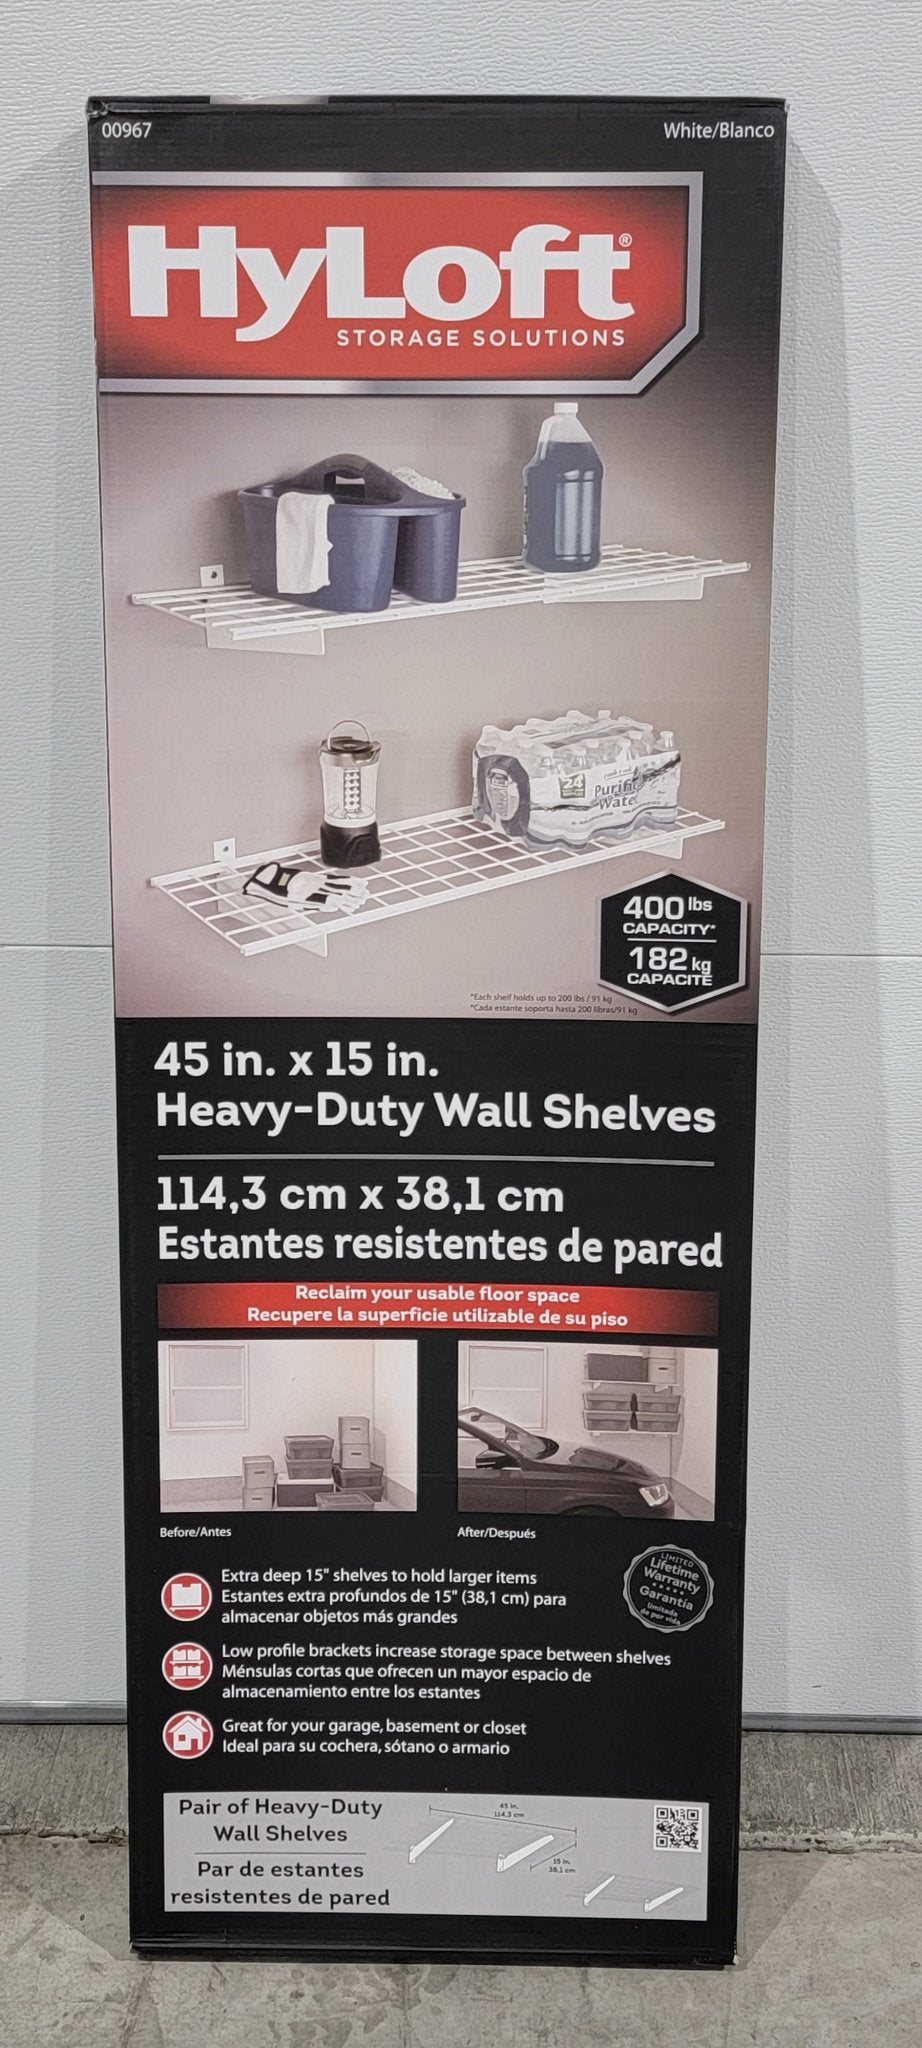 00967
White/Blanco
HyLoft®
STORAGE SOLUTIONS
24
Purified
Water
400 lbs
CAPACITY*
182 kg
CAPACITÉ
*Each shelf holds up to 200 lbs / 91 kg
*Cada estante soporta hasta 200 libras/91 kg
45 in. x 15 in.
Heavy-Duty Wall Shelves
114,3 cm x 38,1 cm
Estantes resistentes de pared
Reclaim your usable floor space
Recupere la superficie utilizable de su piso
Before/Antes
After/Después
Extra deep 15" shelves to hold larger items
Estantes extra profundos de 15" (38,1 cm) para
almacenar objetos más grandes
LIMITED
Lifetime
Warranty
Garantía
limitada
de por vida
Low profile brackets increase storage space between shelves
Ménsulas cortas que ofrecen un mayor espacio de
almacenamiento entre los estantes
Great for your garage, basement or closet
Ideal para su cochera, sótano o armario
Pair of Heavy-Duty
Wall Shelves
Par de estantes
resistentes de pared
45 in.
114.3 cm
15 in.
38.1 cm